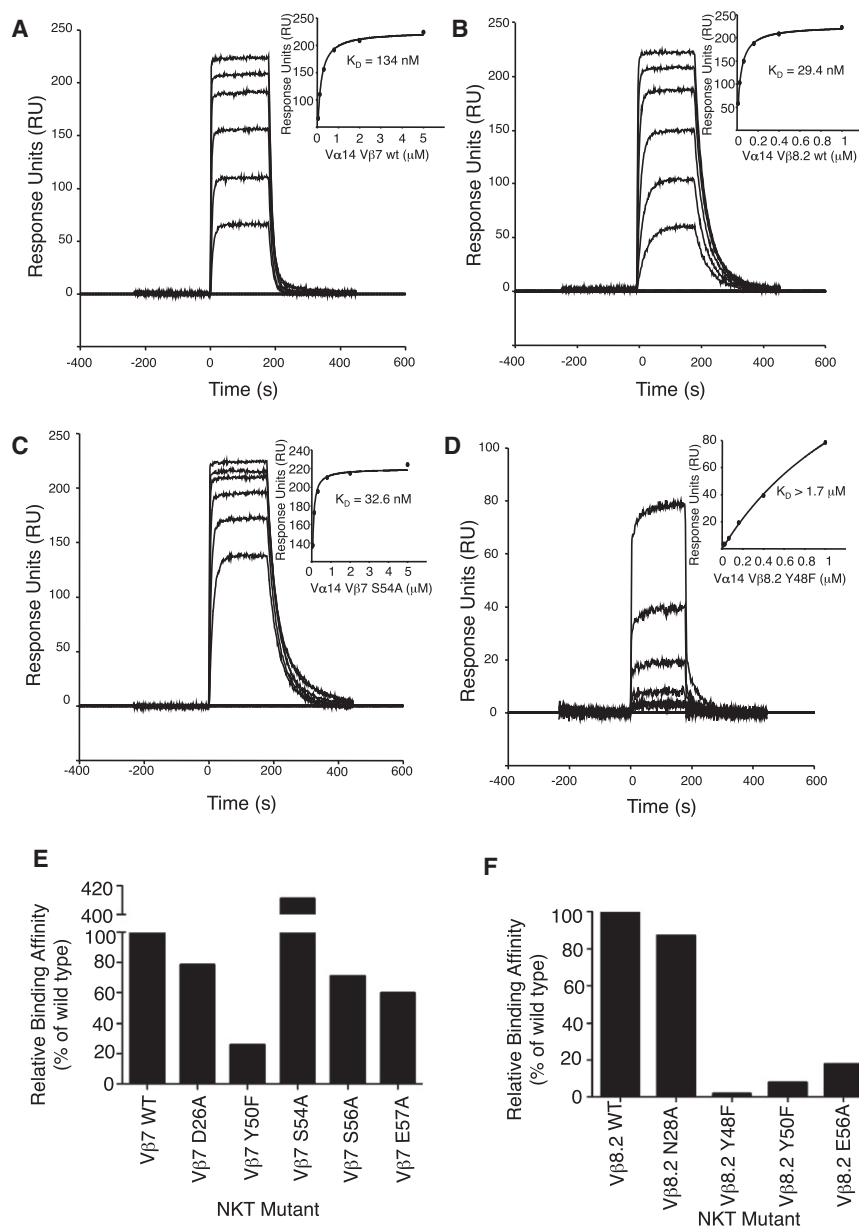 A
Response Units (RU)
250
200
150
100
50
0
-400 -200 0 200 400 600
Time (s)
Response Units (RU)
250
200
150
100
K_D = 134 nM
0 1 2 3 4 5
Vα14 Vβ7 wt (μM)
B
Response Units (RU)
250
200
150
100
50
0
-400 -200 0 200 400 600
Time (s)
Response Units (RU)
250
200
150
100
50
K_D = 29.4 nM
0 0.2 0.4 0.6 0.8 1
Vα14 Vβ8.2 wt (μM)
C
Response Units (RU)
250
200
150
100
50
0
-400 -200 0 200 400 600
Time (s)
Response Units (RU)
240
220
200
180
160
140
K_D = 32.6 nM
0 1 2 3 4 5
Vα14 Vβ7 S54A (μM)
D
Response Units (RU)
100
80
60
40
20
0
-400 -200 0 200 400 600
Time (s)
Response Units (RU)
80
60
40
20
K_D > 1.7 μM
0 0.2 0.4 0.6 0.8 1
Vα14 Vβ8.2 Y48F (μM)
E
Relative Binding Affinity
(% of wild type)
420
400
100
80
60
40
20
0
Vβ7 WT
Vβ7 D26A
Vβ7 Y50F
Vβ7 S54A
Vβ7 S56A
Vβ7 E57A
NKT Mutant
F
Relative Binding Affinity
(% of wild type)
100
80
60
40
20
0
Vβ8.2 WT
Vβ8.2 N28A
Vβ8.2 Y48F
Vβ8.2 Y50F
Vβ8.2 E56A
NKT Mutant